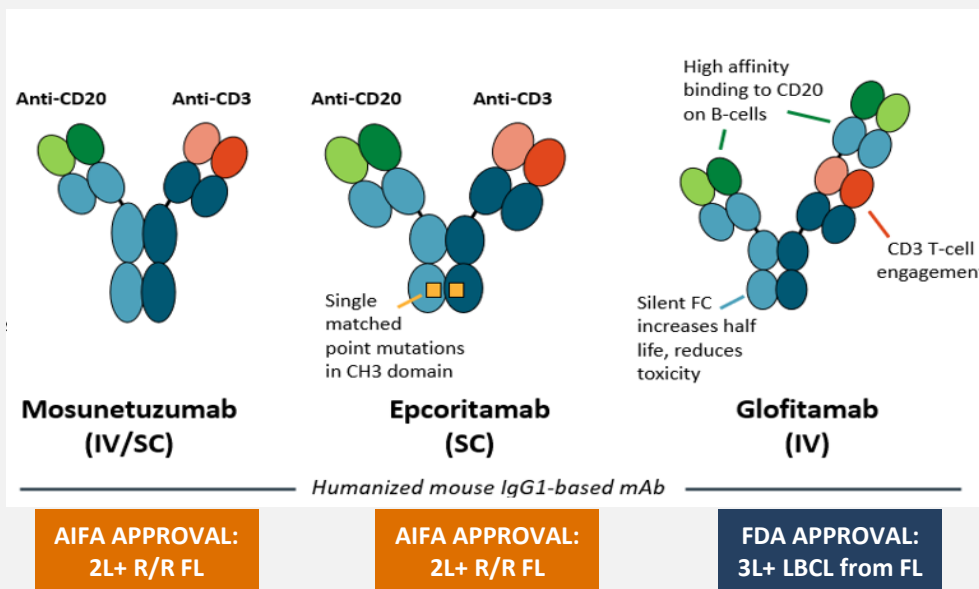 Anti-CD20
Anti-CD3
Anti-CD20
Anti-CD3
High affinity
binding to CD20
on B-cells
CD3 T-cell
engagement
Single
matched
point mutations
in CH3 domain
Silent FC
increases half
life, reduces
toxicity
Mosunetuzumab
(IV/SC)
Epcoritamab
(SC)
Glofitamab
(IV)
Humanized mouse IgG1-based mAb
AIFA APPROVAL:
2L+ R/R FL
AIFA APPROVAL:
2L+ R/R FL
FDA APPROVAL:
3L+ LBCL from FL